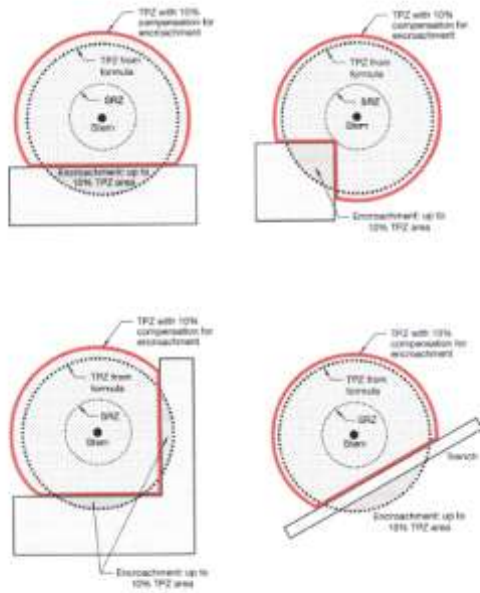 TPZ with 10%
compensation for
encroachment
TPZ from
formula
SRZ
Stem
Encroachment: up to
10% TPZ area
TPZ with 10%
compensation for
encroachment
TPZ from
formula
SRZ
Stem
Encroachment: up to
10% TPZ area
TPZ with 10%
compensation for
encroachment
TPZ from
formula
SRZ
Stem
Encroachment: up to
10% TPZ area
TPZ with 10%
compensation for
encroachment
TPZ from
formula
SRZ
Stem
Trench
Encroachment: up to
10% TPZ area